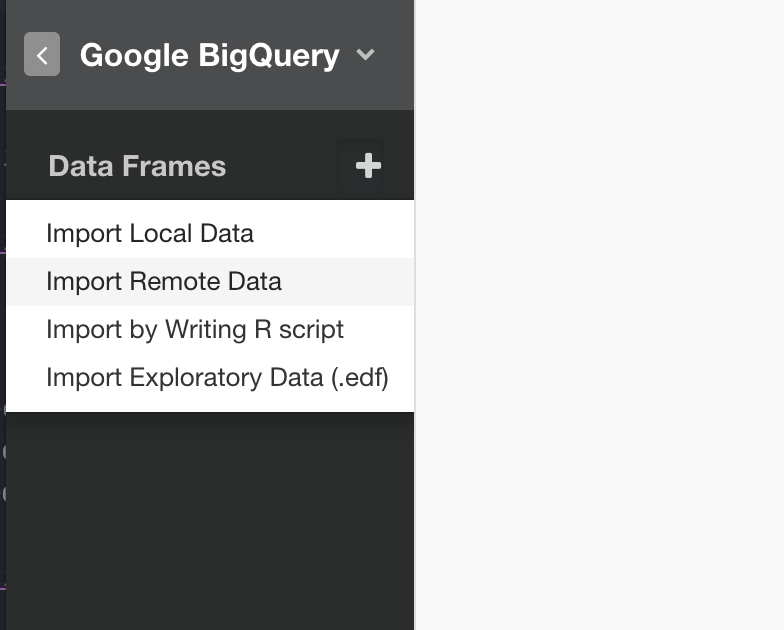 Google BigQuery
Data Frames
Import Local Data
Import Remote Data
Import by Writing R script
Import Exploratory Data (.edf)